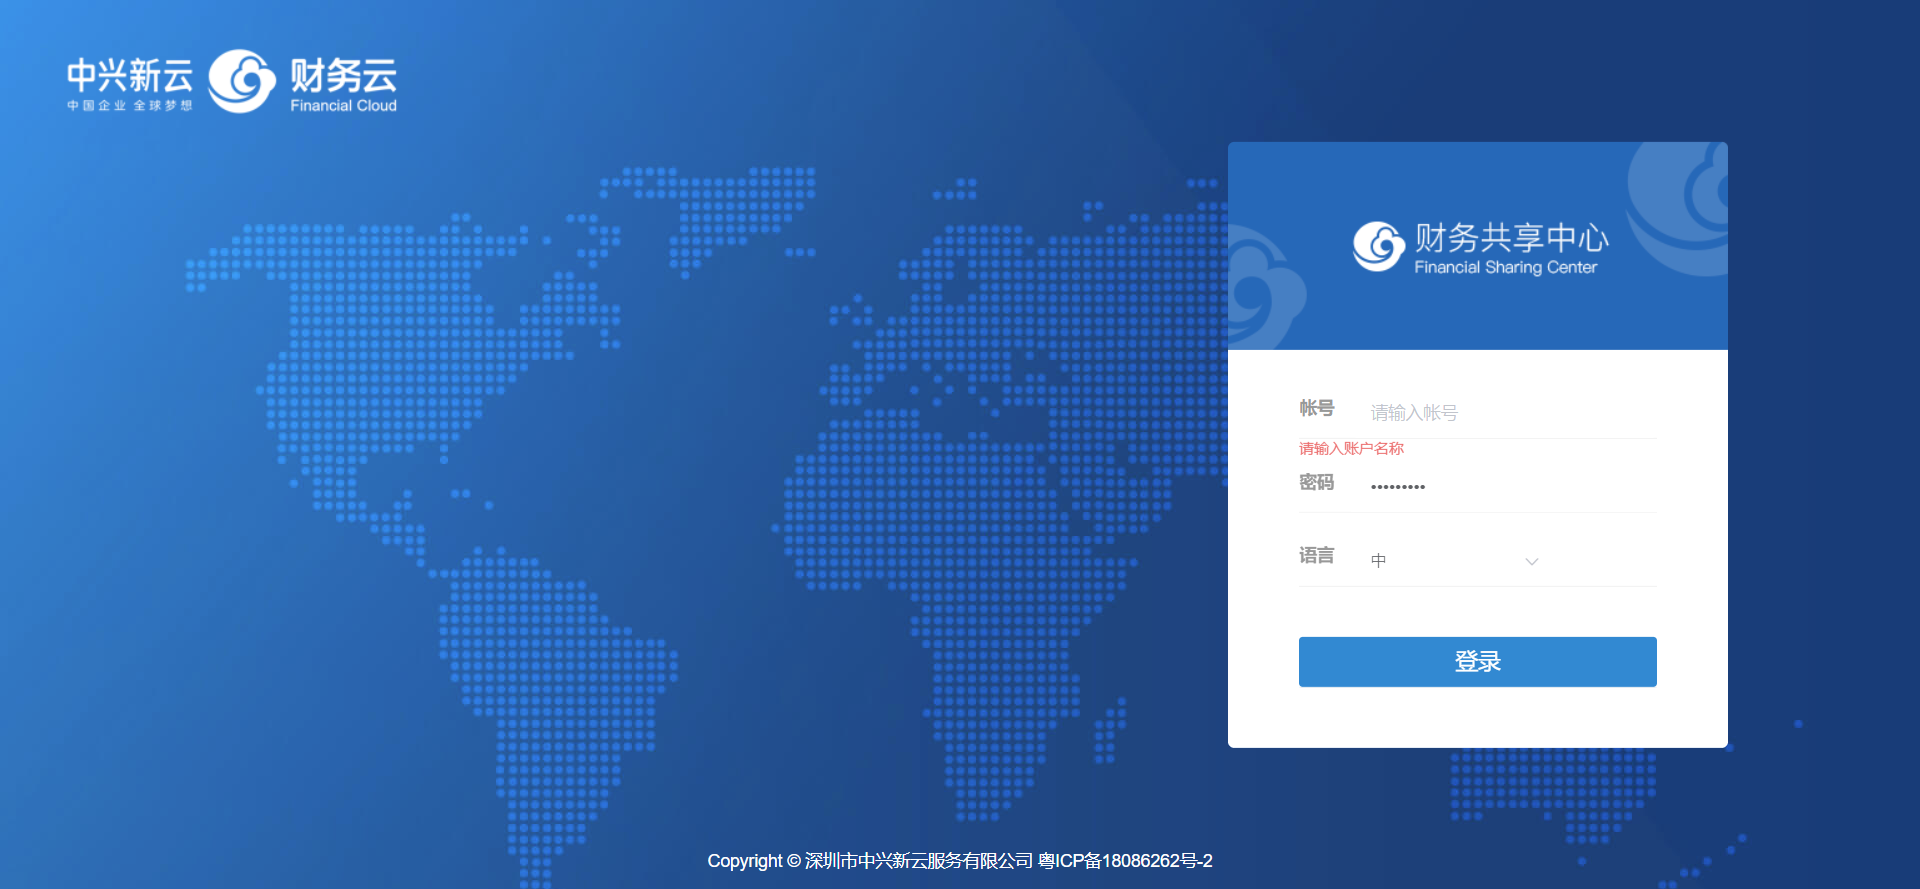 中兴新云
中国企业 全球梦想
财务云
Financial Cloud
财务共享中心
Financial Sharing Center
帐号 请输入帐号
请输入账户名称
密码 •••••••••
语言 中
登录
Copyright © 深圳市中兴新云服务有限公司 粤ICP备18086262号-2